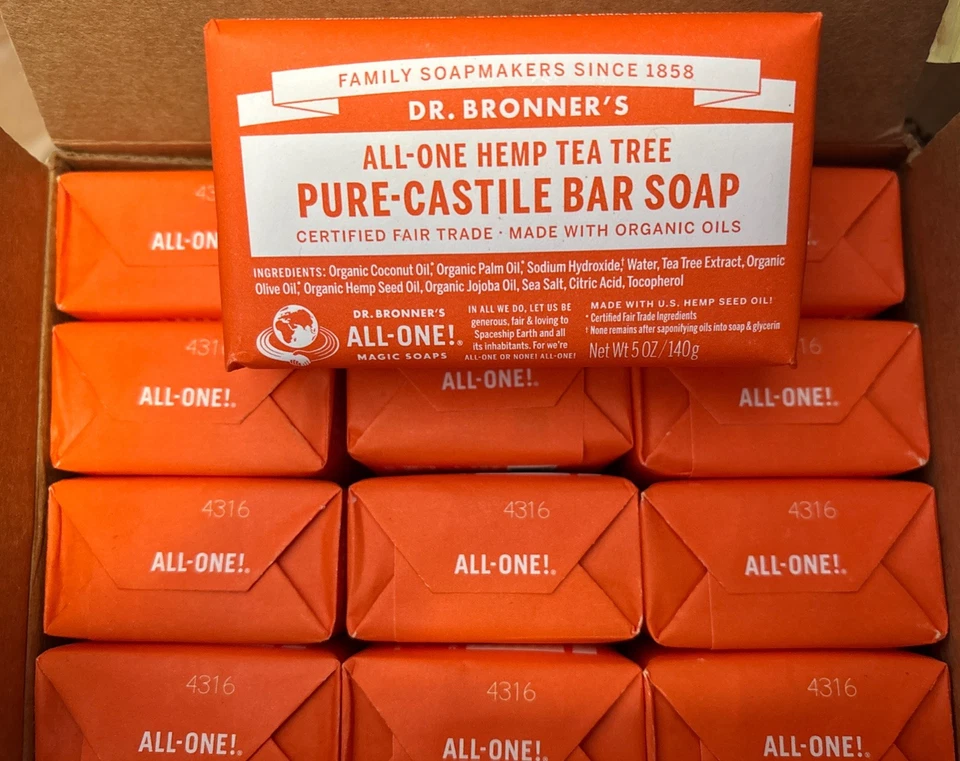 FAMILY SOAPMAKERS SINCE 1858
DR. BRONNER'S
ALL-ONE HEMP TEA TREE
PURE-CASTILE BAR SOAP
CERTIFIED FAIR TRADE · MADE WITH ORGANIC OILS
INGREDIENTS: Organic Coconut Oil,* Organic Palm Oil,* Sodium Hydroxide,† Water, Tea Tree Extract, Organic
Olive Oil,* Organic Hemp Seed Oil, Organic Jojoba Oil, Sea Salt, Citric Acid, Tocopherol
DR. BRONNER'S
ALL-ONE!®
MAGIC SOAPS
IN ALL WE DO, LET US BE
generous, fair & loving to
Spaceship Earth and all
its inhabitants. For we're
ALL-ONE OR NONE! ALL-ONE!
MADE WITH U.S. HEMP SEED OIL!
* Certified Fair Trade Ingredients
† None remains after saponifying oils into soap & glycerin
Net Wt 5 OZ/140g
ALL-ON
431
ALL-ONE!®
ALL-ONE!®
16
ALL-ONE!®
4316
ALL-ONE!®
4316
ALL-ONE!®
4316
ALL-ONE!®
4316
ALL-ONE!®
4316
ALL-ONE!®
4316
ALL-ONE!®